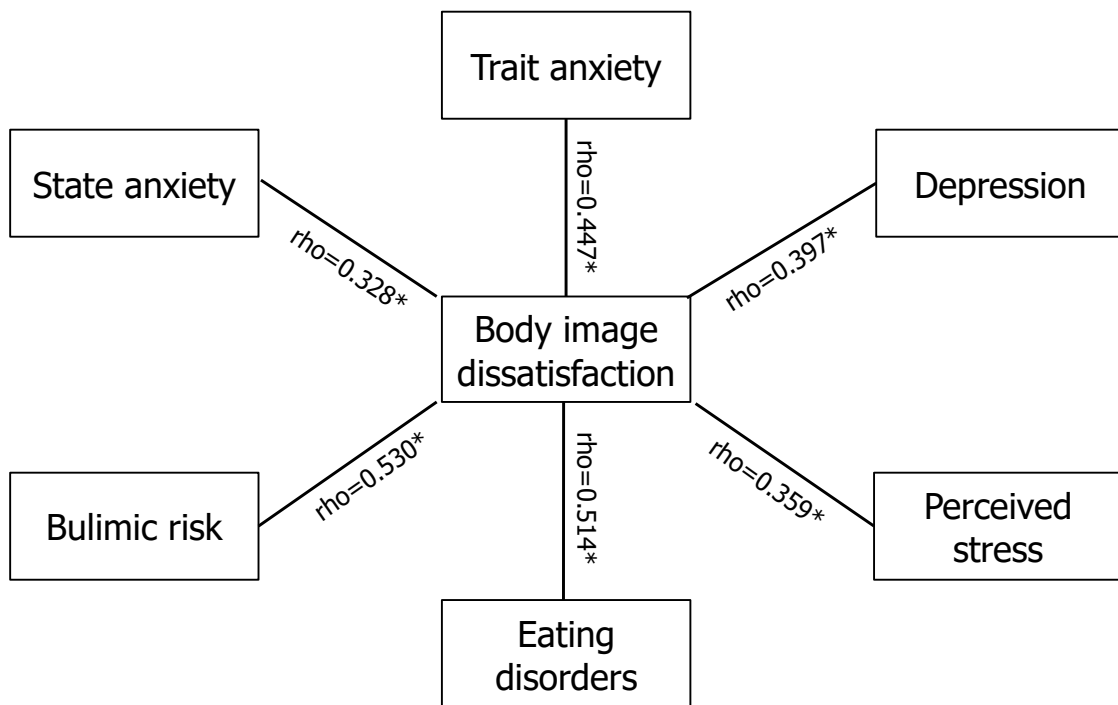 Trait anxiety
State anxiety
Depression
rho=0.447*
rho=0.328*
rho=0.397*
Body image
dissatisfaction
rho=0.530*
rho=0.514*
rho=0.359*
Bulimic risk
Perceived
stress
Eating
disorders